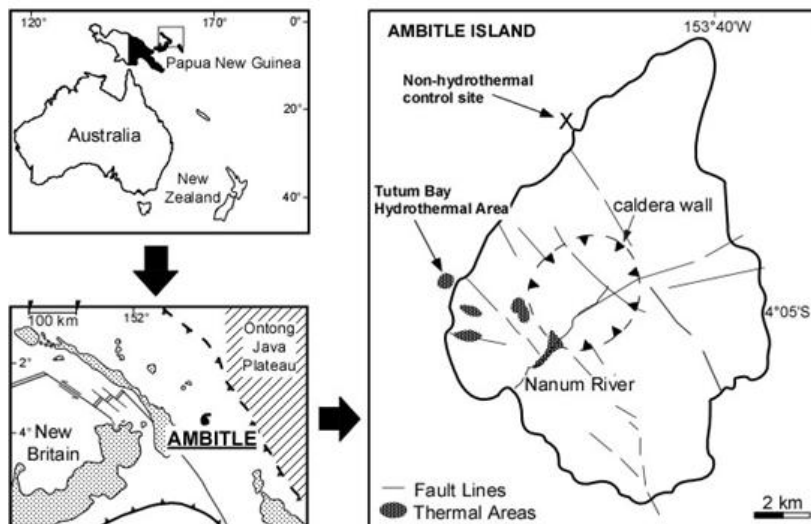 120°
170°
0°
Papua New Guinea
20°
Australia
New
Zealand
40°
100 km
152°
Ontong
Java
Plateau
2°
4°
New
Britain
AMBITLE
AMBITLE ISLAND
153°40'W
Non-hydrothermal
control site
X
Tutum Bay
Hydrothermal Area
caldera wall
4°05'S
Nanum River
Fault Lines
Thermal Areas
2 km